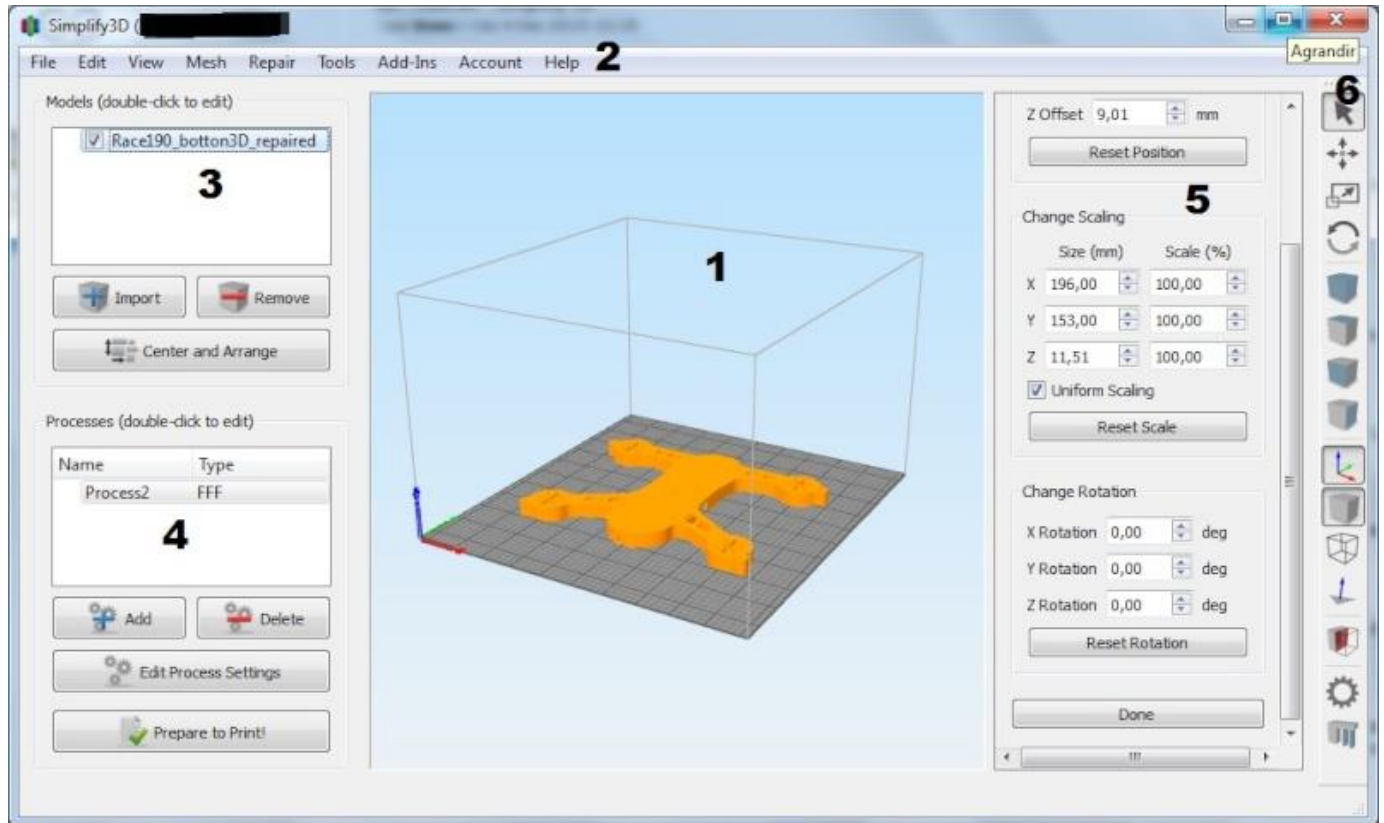 Simplify3D (
Agrandir
File Edit View Mesh Repair Tools Add-Ins Account Help 2
6
Models (double-click to edit)
Race190_botton3D_repaired
3
Import Remove
Center and Arrange
Processes (double-click to edit)
Name Type
Process2 FFF
4
Add Delete
Edit Process Settings
Prepare to Print!
1
Z Offset 9,01 mm
Reset Position
5
Change Scaling
Size (mm) Scale (%)
X 196,00 100,00
Y 153,00 100,00
Z 11,51 100,00
Uniform Scaling
Reset Scale
Change Rotation
X Rotation 0,00 deg
Y Rotation 0,00 deg
Z Rotation 0,00 deg
Reset Rotation
Done